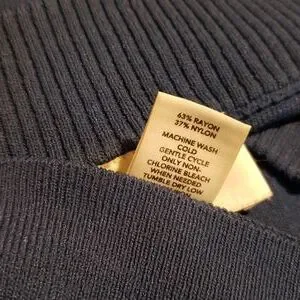 63% RAYON
37% NYLON
MACHINE WASH
COLD
GENTLE CYCLE
ONLY NON-
CHLORINE BLEACH
WHEN NEEDED
TUMBLE DRY LOW